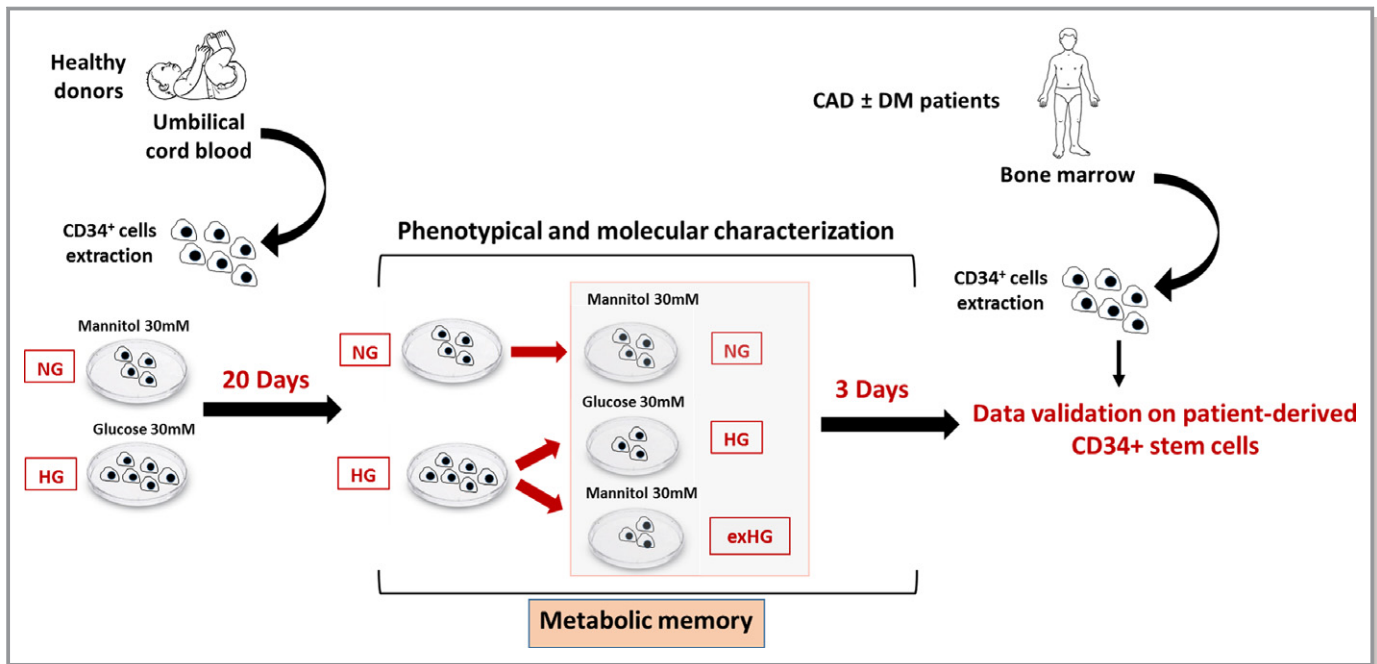 Healthy
donors
Umbilical
cord blood
CD34⁺ cells
extraction
CAD ± DM patients
Bone marrow
CD34⁺ cells
extraction
Phenotypical and molecular characterization
Mannitol 30mM
NG
Glucose 30mM
HG
20 Days
NG
HG
Mannitol 30mM
NG
Glucose 30mM
HG
Mannitol 30mM
exHG
3 Days
Data validation on patient-derived
CD34+ stem cells
Metabolic memory